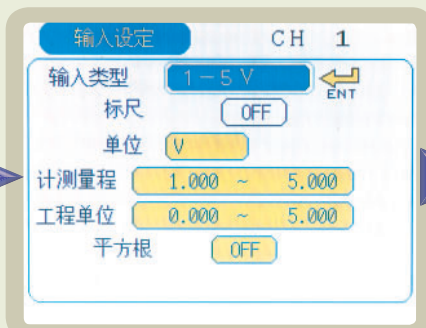 输入设定 CH 1
输入类型 1-5V ENT
标尺 OFF
单位 V
计测量程 1.000 ~ 5.000
工程单位 0.000 ~ 5.000
平方根 OFF